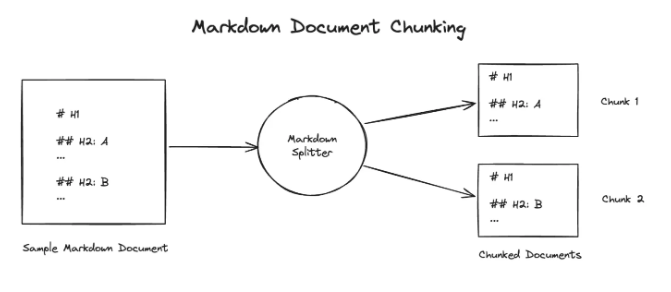 Markdown Document Chunking
# H1
## H2: A
...
## H2: B
...
Sample Markdown Document
Markdown
Splitter
# H1
## H2: A
...
Chunk 1
# H1
## H2: B
...
Chunk 2
Chunked Documents